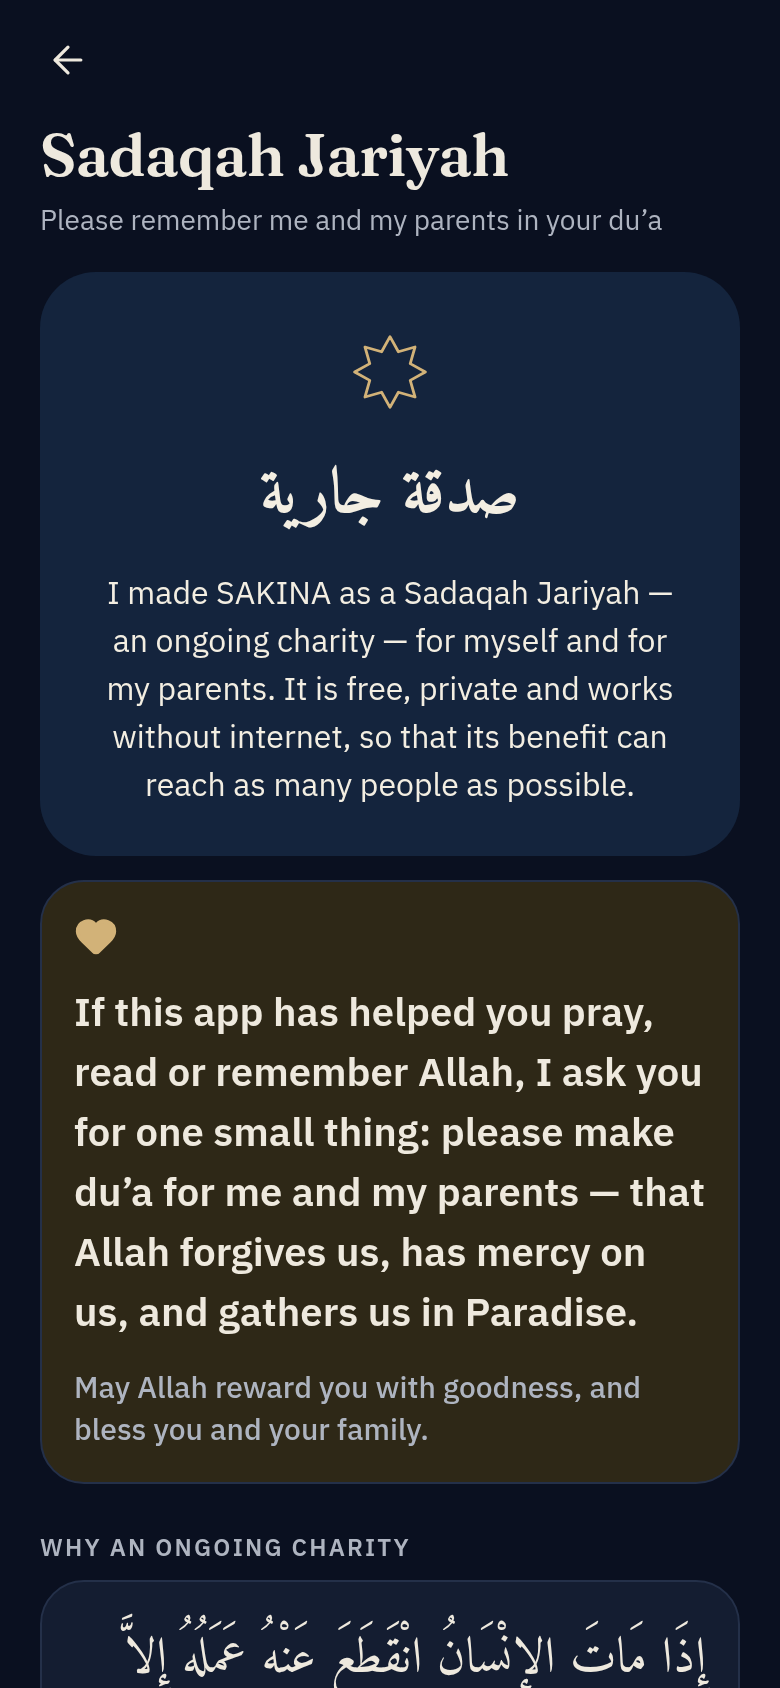 Sadaqah Jariyah
Please remember me and my parents in your du’a
صدقة جارية
I made SAKINA as a Sadaqah Jariyah —
an ongoing charity — for myself and for
my parents. It is free, private and works
without internet, so that its benefit can
reach as many people as possible.
If this app has helped you pray,
read or remember Allah, I ask you
for one small thing: please make
du’a for me and my parents — that
Allah forgives us, has mercy on
us, and gathers us in Paradise.
May Allah reward you with goodness, and
bless you and your family.
WHY AN ONGOING CHARITY
إِذَا مَاتَ الإِنْسَانُ انْقَطَعَ عَنْهُ عَمَلُهُ إِلاَّ